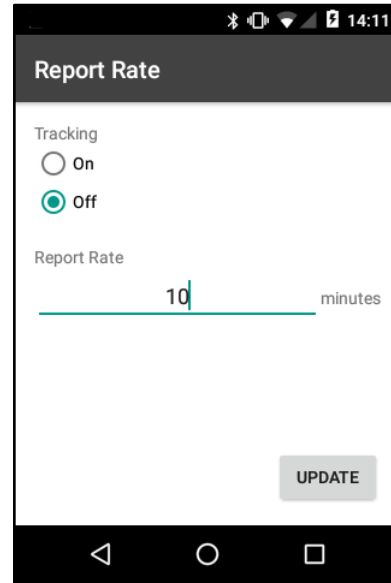 14:11
Report Rate
Tracking
On
Off
Report Rate
10 minutes
UPDATE